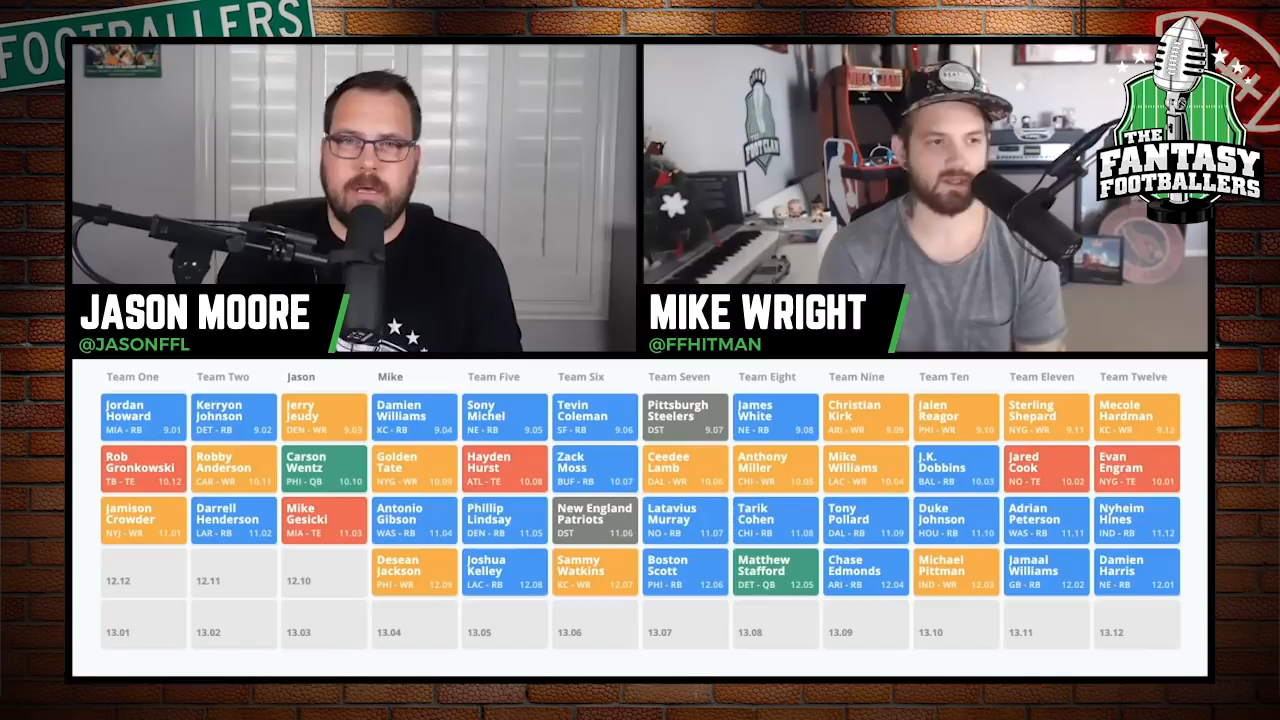 FOOTBALLERS
THE
FANTASY
FOOTBALLERS
JASON MOORE
@JASONFFL
MIKE WRIGHT
@FFHITMAN
Team One
Team Two
Jason
Mike
Team Five
Team Six
Team Seven
Team Eight
Team Nine
Team Ten
Team Eleven
Team Twelve
Jordan
Howard
MIA - RB 9.01
Kerryon
Johnson
DET - RB 9.02
Jerry
Jeudy
DEN - WR 9.03
Damien
Williams
KC - RB 9.04
Sony
Michel
NE - RB 9.05
Tevin
Coleman
SF - RB 9.06
Pittsburgh
Steelers
DST 9.07
James
White
NE - RB 9.08
Christian
Kirk
ARI - WR 9.09
Jalen
Reagor
PHI - WR 9.10
Sterling
Shepard
NYG - WR 9.11
Mecole
Hardman
KC - WR 9.12
Rob
Gronkowski
TB - TE 10.12
Robby
Anderson
CAR - WR 10.11
Carson
Wentz
PHI - QB 10.10
Golden
Tate
NYG - WR 10.09
Hayden
Hurst
ATL - TE 10.08
Zack
Moss
BUF - RB 10.07
Ceedee
Lamb
DAL - WR 10.06
Anthony
Miller
CHI - WR 10.05
Mike
Williams
LAC - WR 10.04
J.K.
Dobbins
BAL - RB 10.03
Jared
Cook
NO - TE 10.02
Evan
Engram
NYG - TE 10.01
Jamison
Crowder
NYJ - WR 11.01
Darrell
Henderson
LAR - RB 11.02
Mike
Gesicki
MIA - TE 11.03
Antonio
Gibson
WAS - RB 11.04
Phillip
Lindsay
DEN - RB 11.05
New England
Patriots
DST 11.06
Latavius
Murray
NO - RB 11.07
Tarik
Cohen
CHI - RB 11.08
Tony
Pollard
DAL - RB 11.09
Duke
Johnson
HOU - RB 11.10
Adrian
Peterson
WAS - RB 11.11
Nyheim
Hines
IND - RB 11.12
12.12
12.11
12.10
Desean
Jackson
PHI - WR 12.09
Joshua
Kelley
LAC - RB 12.08
Sammy
Watkins
KC - WR 12.07
Boston
Scott
PHI - RB 12.06
Matthew
Stafford
DET - QB 12.05
Chase
Edmonds
ARI - RB 12.04
Michael
Pittman
IND - WR 12.03
Jamaal
Williams
GB - RB 12.02
Damien
Harris
NE - RB 12.01
13.01
13.02
13.03
13.04
13.05
13.06
13.07
13.08
13.09
13.10
13.11
13.12